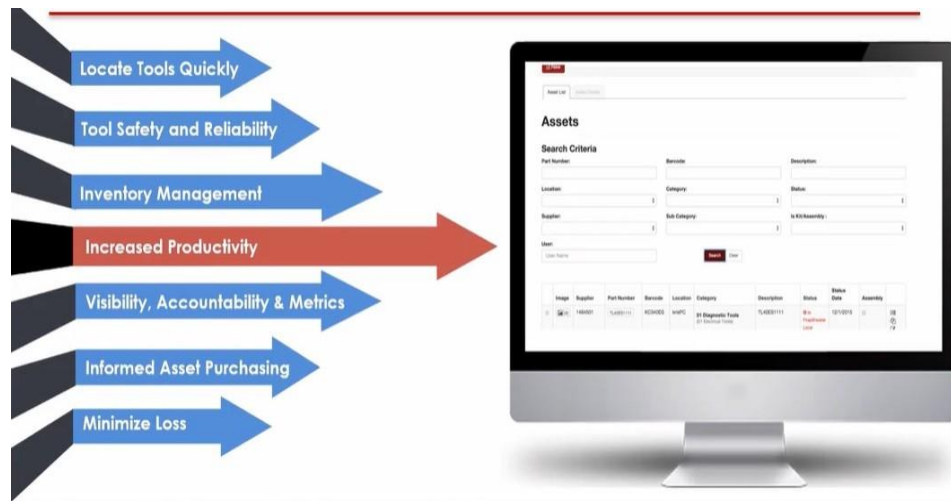 Locate Tools Quickly
Tool Safety and Reliability
Inventory Management
Increased Productivity
Visibility, Accountability & Metrics
Informed Asset Purchasing
Minimize Loss
Asset List
Assets
Search Criteria
Part Number: Barcode: Description:
Location: Category: Status:
Supplier: Sub Category: Is Kit/Assembly :
User:
User Name Search Clear
Status
Image Supplier Part Number Barcode Location Category Description Status Date Assembly
01 Diagnostic Tools